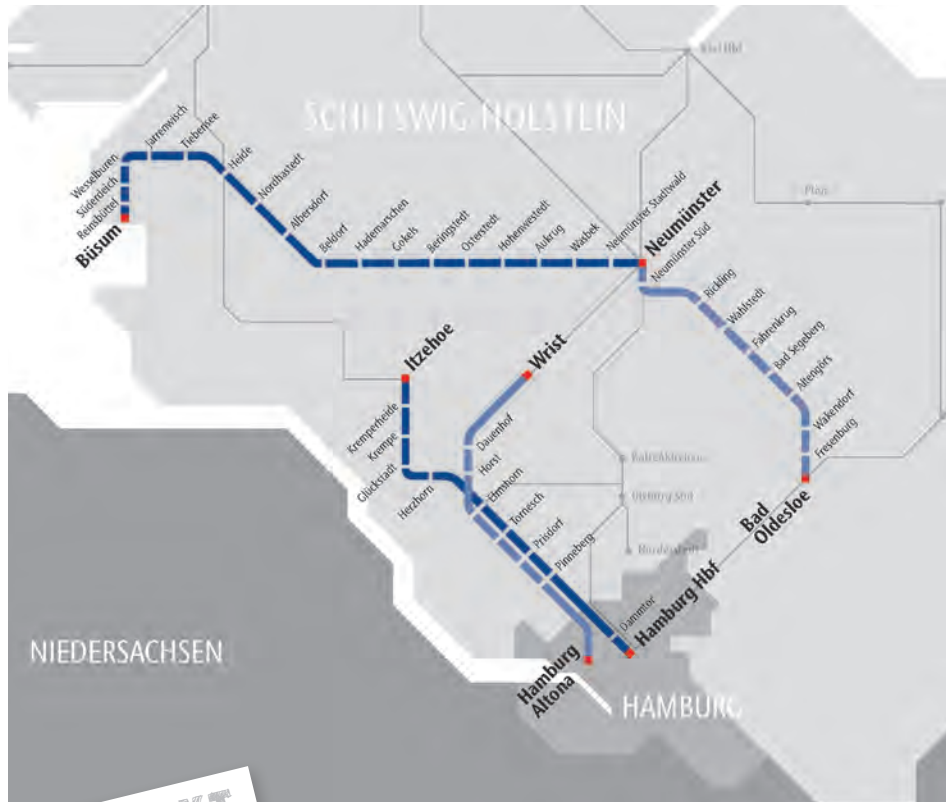 Kiel Hbf
SCHLESWIG-HOLSTEIN
Plön
Wesselburen
Jarrenwisch
Tiebensee
Süderdeich
Reinsbüttel
Büsum
Heide
Nordhastedt
Albersdorf
Beldorf
Hademarschen
Gokels
Beringstedt
Osterstedt
Hohenwestedt
Aukrug
Wasbek
Neumünster Stadtwald
Neumünster
Neumünster Süd
Rickling
Wahlstedt
Fahrenkrug
Bad Segeberg
Altengörs
Wakendorf
Fresenburg
Bad
Oldesloe
Itzehoe
Kremperheide
Krempe
Glückstadt
Herzhorn
Wrist
Dauenhof
Horst
Elmshorn
Tornesch
Prisdorf
Pinneberg
Dammtor
Hamburg Hbf
Hamburg
Altona
Norderstedt
NIEDERSACHSEN
HAMBURG